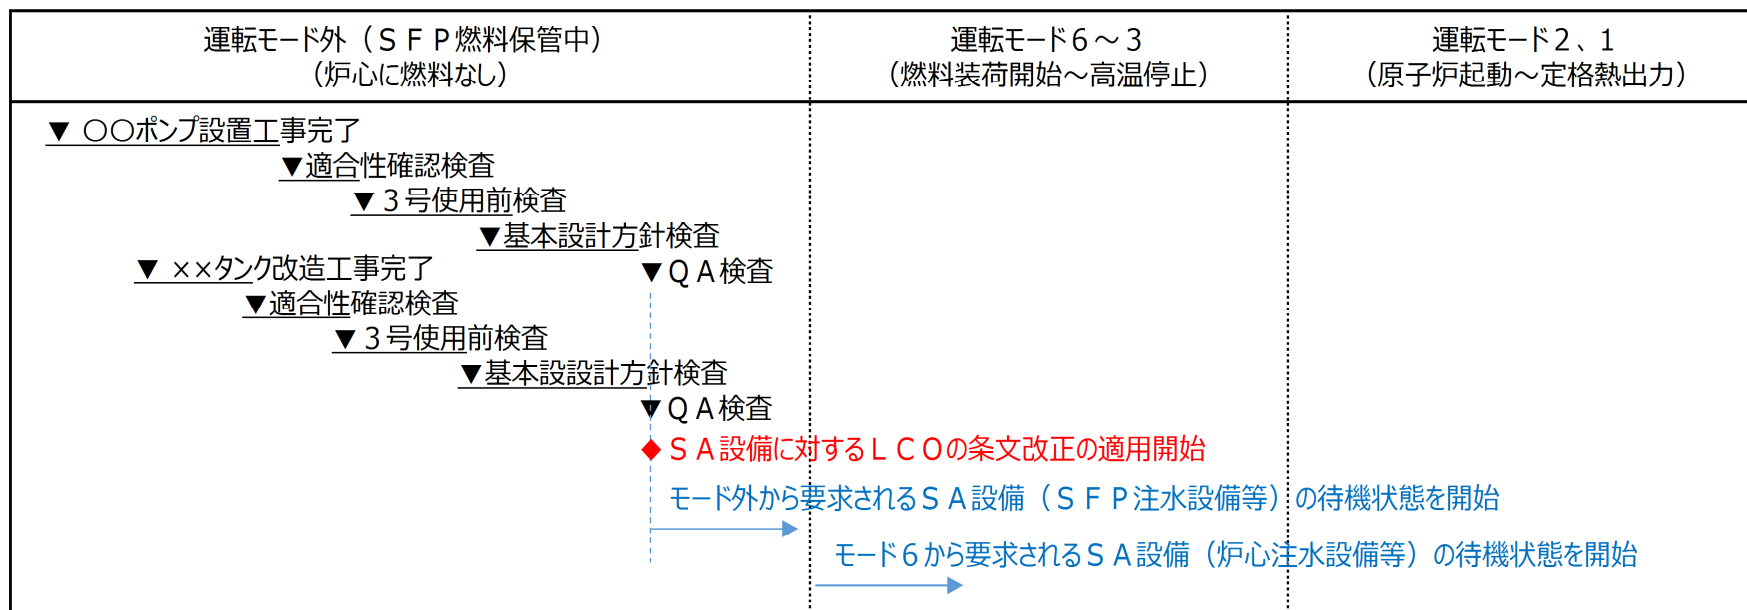 運転モード外（ＳＦＰ燃料保管中）
（炉心に燃料なし）
運転モード６～３
（燃料装荷開始～高温停止）
運転モード２、１
（原子炉起動～定格熱出力）
▼ 〇〇ポンプ設置工事完了
▼適合性確認検査
▼３号使用前検査
▼基本設計方針検査
▼ＱＡ検査
▼ ××タンク改造工事完了
▼適合性確認検査
▼３号使用前検査
▼基本設設計方針検査
▼ＱＡ検査
◆ＳＡ設備に対するＬＣＯの条文改正の適用開始
モード外から要求されるＳＡ設備（ＳＦＰ注水設備等）の待機状態を開始
モード６から要求されるＳＡ設備（炉心注水設備等）の待機状態を開始